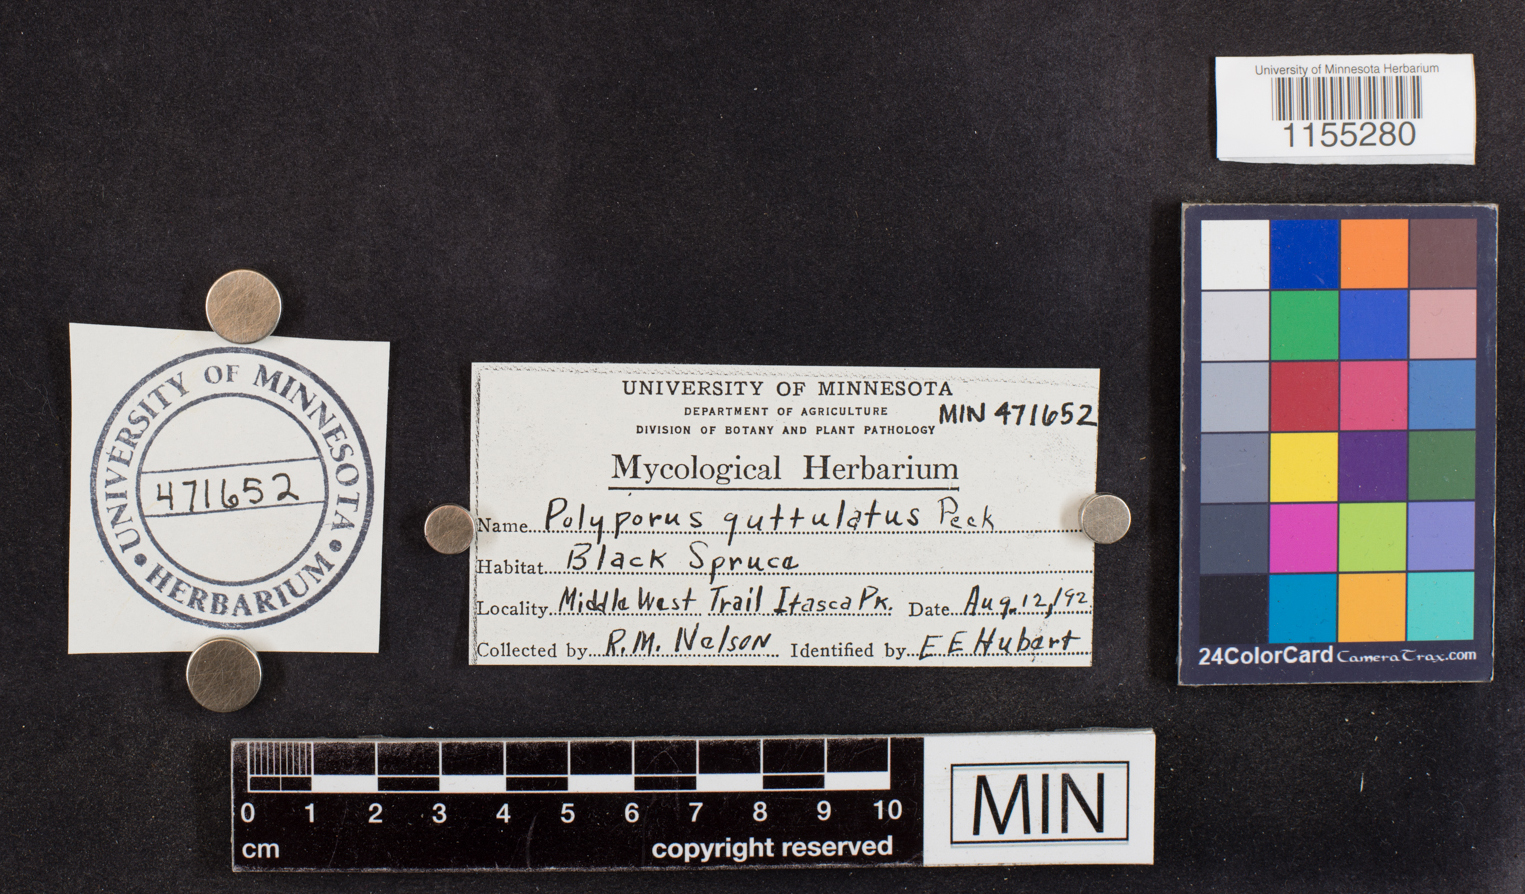 University of Minnesota Herbarium
1155280
UNIVERSITY OF MINNESOTA
• HERBARIUM •
471652
UNIVERSITY OF MINNESOTA
DEPARTMENT OF AGRICULTURE
MIN 471652
DIVISION OF BOTANY AND PLANT PATHOLOGY
Mycological Herbarium
Name Polyporus guttulatus Peck
Habitat Black Spruce
Locality Middle West Trail Itasca Pk. Date Aug. 12, 192
Collected by R.M. Nelson Identified by E E Hubert
24ColorCard CameraTrax.com
0 1 2 3 4 5 6 7 8 9 10
cm copyright reserved
MIN